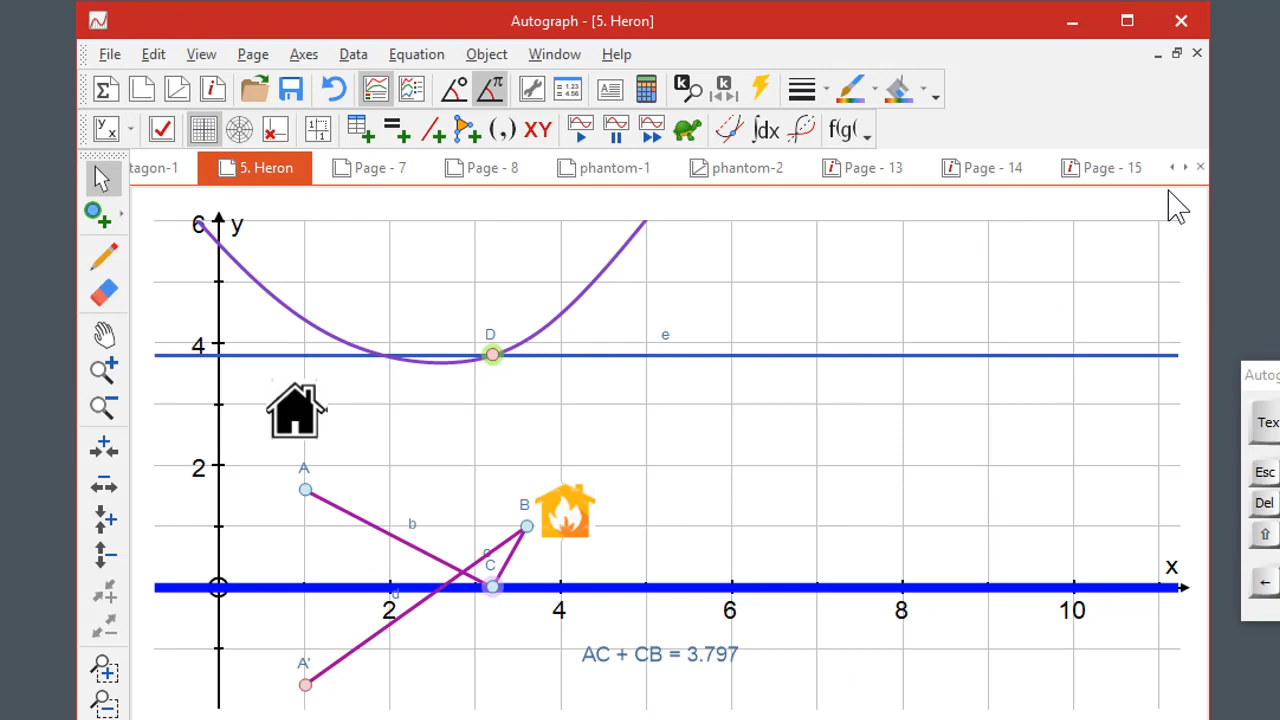 Autograph - [5. Heron]
File Edit View Page Axes Data Equation Object Window Help
XY ∫dx f(g(
tagon-1 5. Heron Page - 7 Page - 8 phantom-1 phantom-2 Page - 13 Page - 14 Page - 15
6 y
D e
4
A
2
B
b
c
C
x
d
0 2 4 6 8 10
A'
AC + CB = 3.797
Autog
Tex
Esc
Del